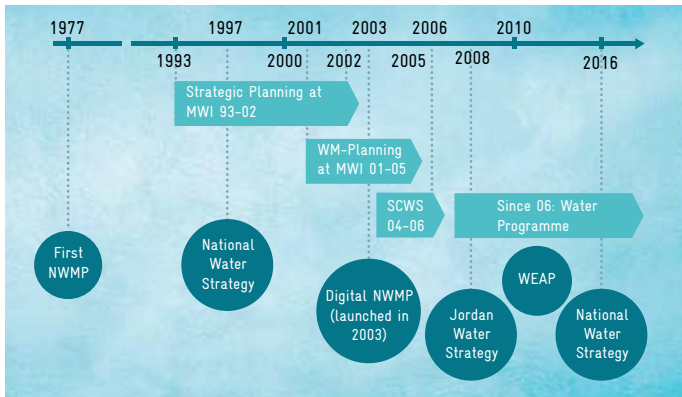 1977
1997
2001
2003
2006
2010
1993
2000
2002
2005
2008
2016
Strategic Planning at
MWI 93-02
WM-Planning
at MWI 01-05
SCWS
04-06
Since 06: Water
Programme
First
NWMP
National
Water
Strategy
Digital NWMP
(launched in
2003)
Jordan
Water
Strategy
WEAP
National
Water
Strategy